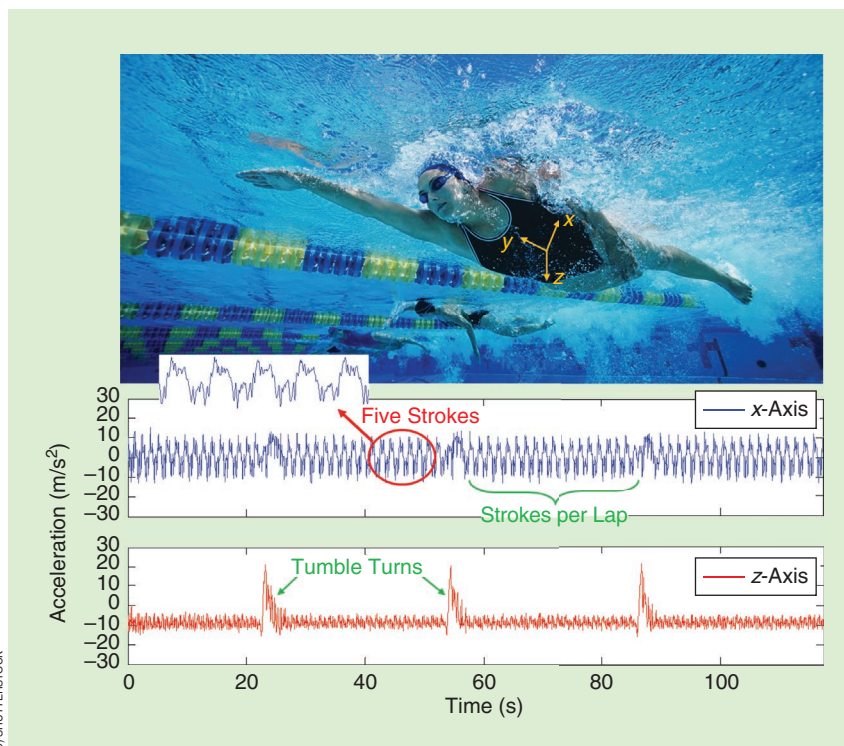 x
y
z
Five Strokes
x-Axis
30
20
10
0
−10
−20
−30
Strokes per Lap
Acceleration (m/s²)
Tumble Turns
z-Axis
30
20
10
0
−10
−20
−30
0
20
40
60
80
100
Time (s)